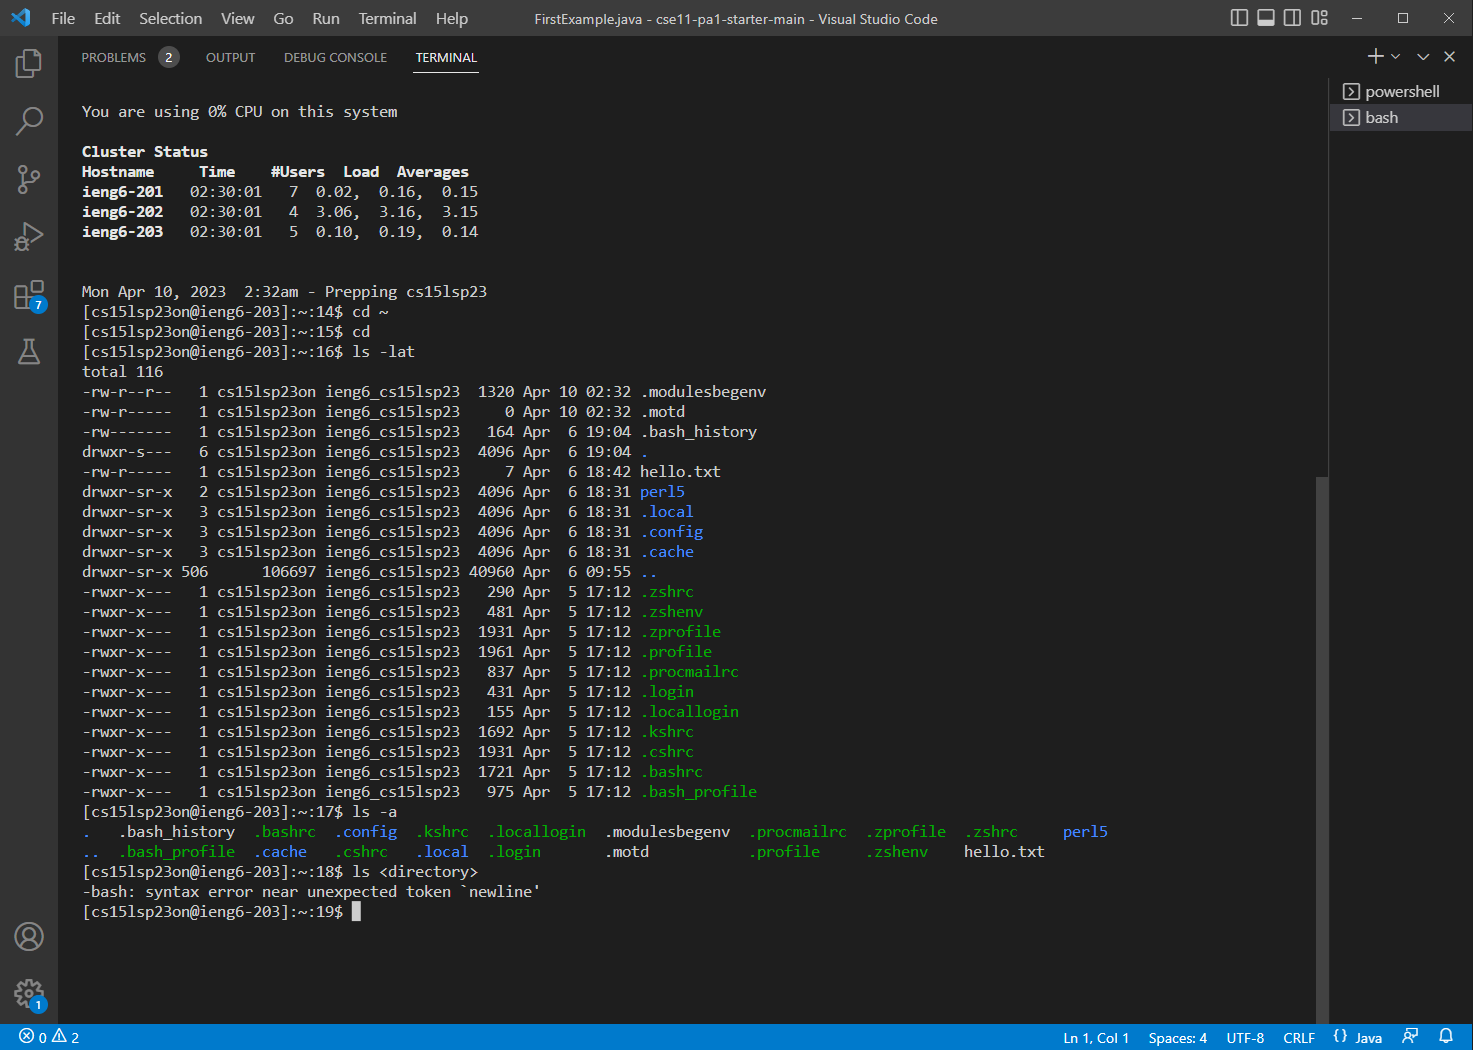 File Edit Selection View Go Run Terminal Help FirstExample.java - cse11-pa1-starter-main - Visual Studio Code
PROBLEMS 2 OUTPUT DEBUG CONSOLE TERMINAL
powershell
bash
7
1
You are using 0% CPU on this system
Cluster Status
Hostname Time #Users Load Averages
ieng6-201 02:30:01 7 0.02, 0.16, 0.15
ieng6-202 02:30:01 4 3.06, 3.16, 3.15
ieng6-203 02:30:01 5 0.10, 0.19, 0.14
Mon Apr 10, 2023 2:32am - Prepping cs15lsp23
[cs15lsp23on@ieng6-203]:~:14$ cd ~
[cs15lsp23on@ieng6-203]:~:15$ cd
[cs15lsp23on@ieng6-203]:~:16$ ls -lat
total 116
-rw-r--r-- 1 cs15lsp23on ieng6_cs15lsp23 1320 Apr 10 02:32 .modulesbegenv
-rw-r----- 1 cs15lsp23on ieng6_cs15lsp23 0 Apr 10 02:32 .motd
-rw------- 1 cs15lsp23on ieng6_cs15lsp23 164 Apr 6 19:04 .bash_history
drwxr-s--- 6 cs15lsp23on ieng6_cs15lsp23 4096 Apr 6 19:04 .
-rw-r----- 1 cs15lsp23on ieng6_cs15lsp23 7 Apr 6 18:42 hello.txt
drwxr-sr-x 2 cs15lsp23on ieng6_cs15lsp23 4096 Apr 6 18:31 perl5
drwxr-sr-x 3 cs15lsp23on ieng6_cs15lsp23 4096 Apr 6 18:31 .local
drwxr-sr-x 3 cs15lsp23on ieng6_cs15lsp23 4096 Apr 6 18:31 .config
drwxr-sr-x 3 cs15lsp23on ieng6_cs15lsp23 4096 Apr 6 18:31 .cache
drwxr-sr-x 506 106697 ieng6_cs15lsp23 40960 Apr 6 09:55 ..
-rwxr-x--- 1 cs15lsp23on ieng6_cs15lsp23 290 Apr 5 17:12 .zshrc
-rwxr-x--- 1 cs15lsp23on ieng6_cs15lsp23 481 Apr 5 17:12 .zshenv
-rwxr-x--- 1 cs15lsp23on ieng6_cs15lsp23 1931 Apr 5 17:12 .zprofile
-rwxr-x--- 1 cs15lsp23on ieng6_cs15lsp23 1961 Apr 5 17:12 .profile
-rwxr-x--- 1 cs15lsp23on ieng6_cs15lsp23 837 Apr 5 17:12 .procmailrc
-rwxr-x--- 1 cs15lsp23on ieng6_cs15lsp23 431 Apr 5 17:12 .login
-rwxr-x--- 1 cs15lsp23on ieng6_cs15lsp23 155 Apr 5 17:12 .locallogin
-rwxr-x--- 1 cs15lsp23on ieng6_cs15lsp23 1692 Apr 5 17:12 .kshrc
-rwxr-x--- 1 cs15lsp23on ieng6_cs15lsp23 1931 Apr 5 17:12 .cshrc
-rwxr-x--- 1 cs15lsp23on ieng6_cs15lsp23 1721 Apr 5 17:12 .bashrc
-rwxr-x--- 1 cs15lsp23on ieng6_cs15lsp23 975 Apr 5 17:12 .bash_profile
[cs15lsp23on@ieng6-203]:~:17$ ls -a
. .bash_history .bashrc .config .kshrc .locallogin .modulesbegenv .procmailrc .zprofile .zshrc perl5
.. .bash_profile .cache .cshrc .local .login .motd .profile .zshenv hello.txt
[cs15lsp23on@ieng6-203]:~:18$ ls <directory>
-bash: syntax error near unexpected token `newline'
[cs15lsp23on@ieng6-203]:~:19$
0 2 Ln 1, Col 1 Spaces: 4 UTF-8 CRLF {} Java